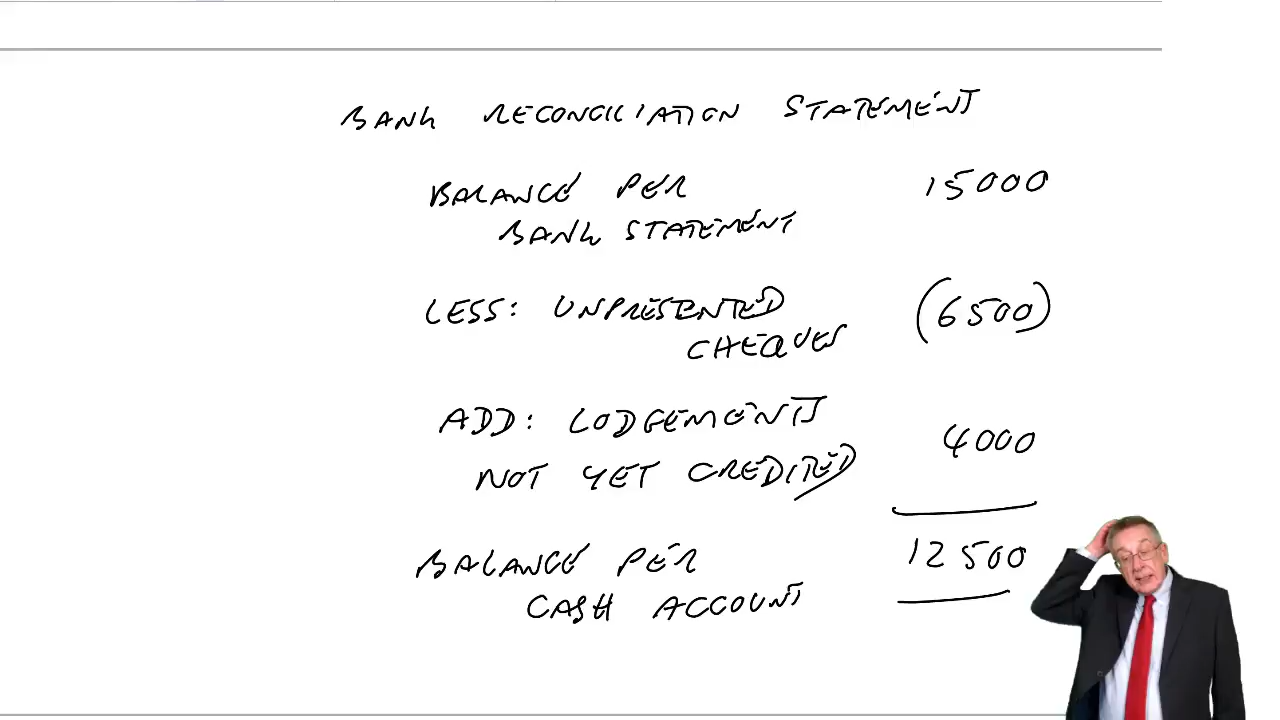 BANK RECONCILIATION STATEMENT
BALANCE PER 15000
BANK STATEMENT
LESS: UNPRESENTED (6500)
CHEQUES
ADD: LODGEMENTS
NOT YET CREDITED 4000
BALANCE PER 12500
CASH ACCOUNT